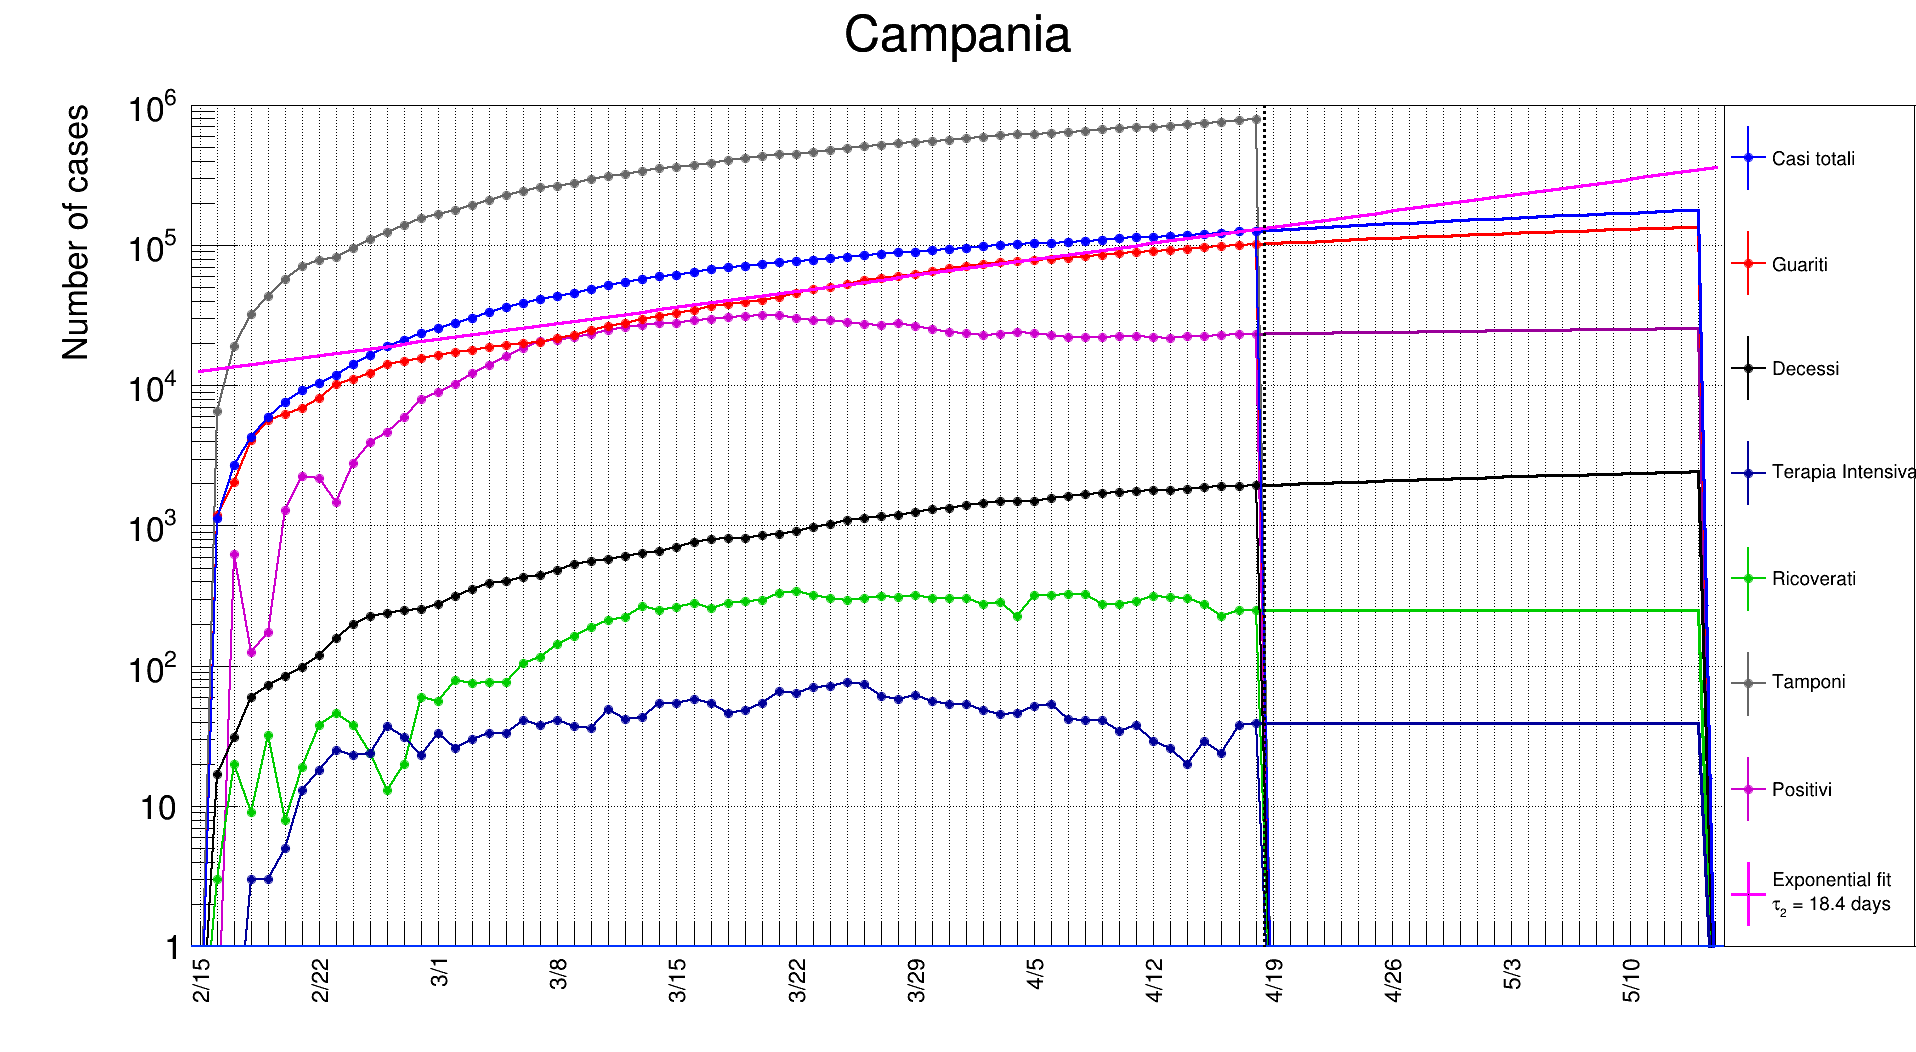 Campania
Number of cases
10^6
10^5
10^4
10^3
10^2
10
1
2/15
2/22
3/1
3/8
3/15
3/22
3/29
4/5
4/12
4/19
4/26
5/3
5/10
Casi totali
Guariti
Decessi
Terapia Intensiva
Ricoverati
Tamponi
Positivi
Exponential fit
τ₂ = 18.4 days